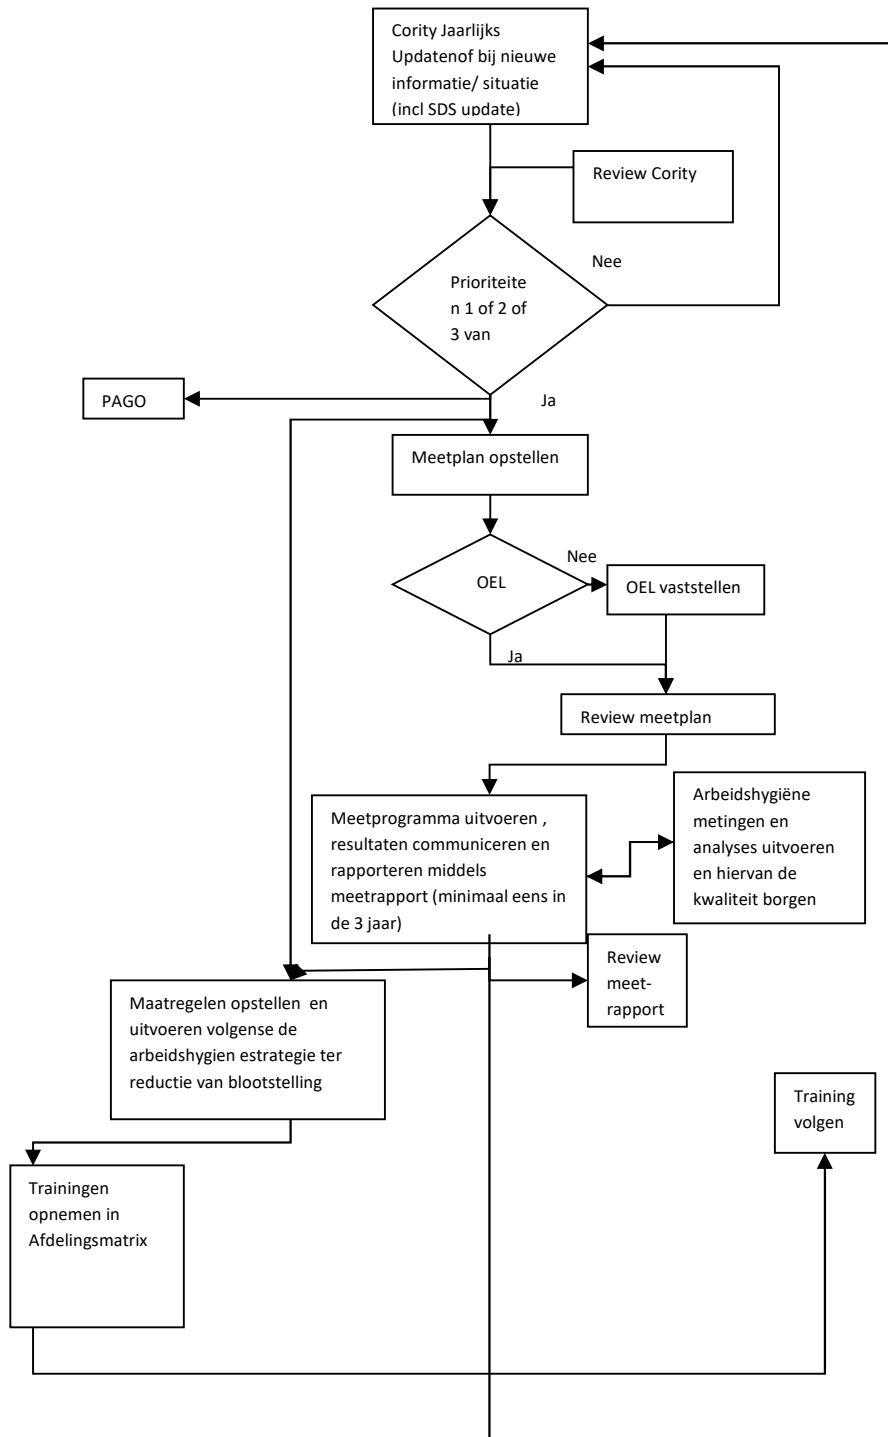 Cority Jaarlijks
Updatenof bij nieuwe
informatie/ situatie
(incl SDS update)
Review Cority
Nee
Prioriteite
n 1 of 2 of
3 van
PAGO
Ja
Meetplan opstellen
Nee
OEL
OEL vaststellen
Ja
Review meetplan
Meetprogramma uitvoeren ,
resultaten communiceren en
rapporteren middels
meetrapport (minimaal eens in
de 3 jaar)
Arbeidshygiëne
metingen en
analyses uitvoeren
en hiervan de
kwaliteit borgen
Review
meet-
rapport
Maatregelen opstellen  en
uitvoeren volgense de
arbeidshygien estrategie ter
reductie van blootstelling
Training
volgen
Trainingen
opnemen in
Afdelingsmatrix